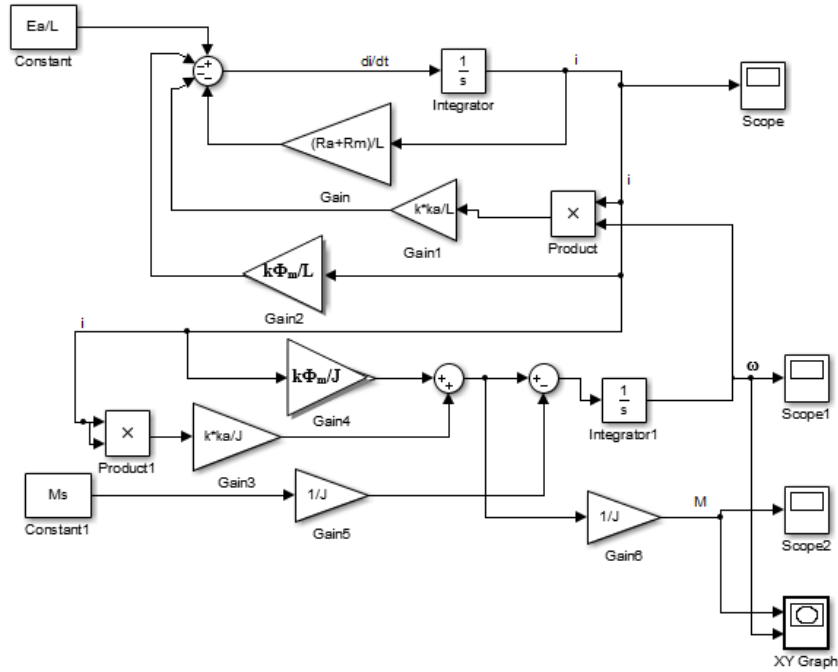 Ea/L
Constant
di/dt
1
s
Integrator
i
Scope
(Ra+Rm)/L
Gain
k*ka/L
Gain1
×
Product
i
kΦm/L
Gain2
i
kΦm/J
Gain4
1
s
Integrator1
ω
Scope1
×
Product1
k*ka/J
Gain3
Ms
Constant1
1/J
Gain5
1/J
Gain6
M
Scope2
XY Graph